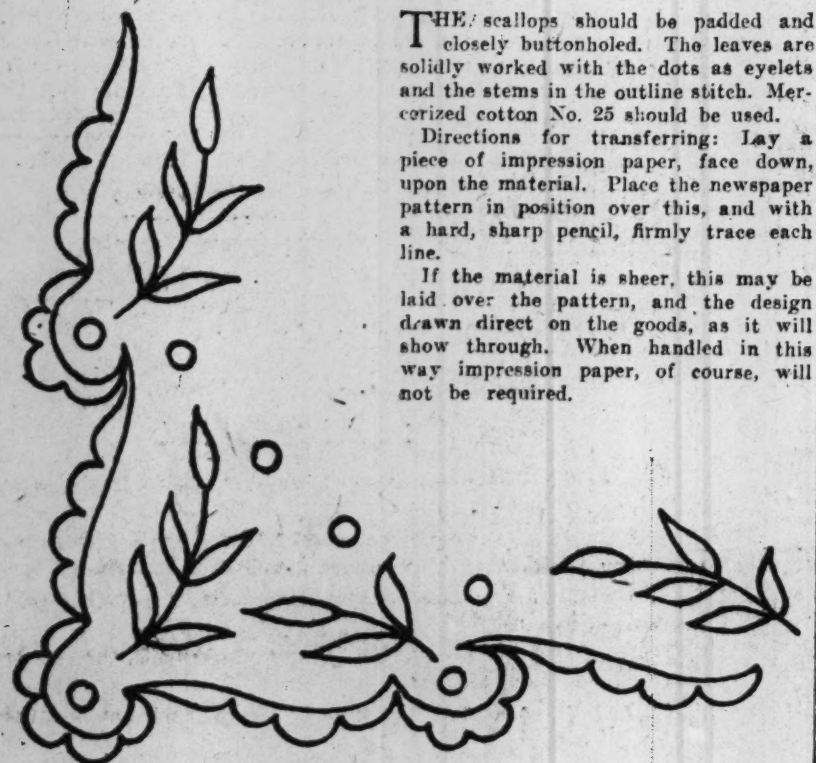 THE scallops should be padded and
closely buttonholed. The leaves are
solidly worked with the dots as eyelets
and the stems in the outline stitch. Mer-
cerized cotton No. 25 should be used.
Directions for transferring: Lay a
piece of impression paper, face down,
upon the material. Place the newspaper
pattern in position over this, and with
a hard, sharp pencil, firmly trace each
line.
If the material is sheer, this may be
laid over the pattern, and the design
drawn direct on the goods, as it will
show through. When handled in this
way impression paper, of course, will
not be required.